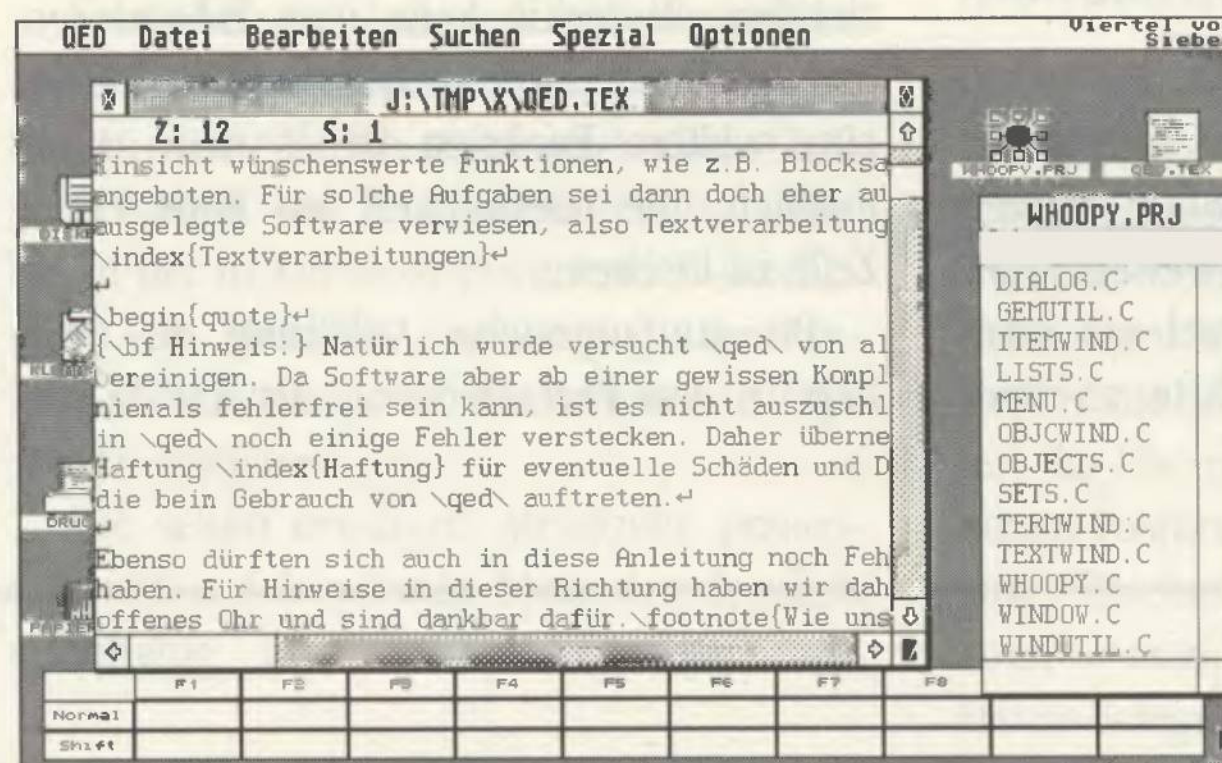 QED Datei Bearbeiten Suchen Spezial Optionen
Viertel vo
Siebe
J:\TMP\X\QED.TEX
Z: 12 S: 1
Hinsicht wünschenswerte Funktionen, wie z.B. Blocksa
angeboten. Für solche Aufgaben sei dann doch eher au
ausgelegte Software verwiesen, also Textverarbeitung
\index{Textverarbeitungen}↵
↵
\begin{quote}↵
{\bf Hinweis:} Natürlich wurde versucht \qed\ von al
bereinigen. Da Software aber ab einer gewissen Kompl
niemals fehlerfrei sein kann, ist es nicht auszuschl
in \qed\ noch einige Fehler verstecken. Daher überne
Haftung \index{Haftung} für eventuelle Schäden und D
die beim Gebrauch von \qed\ auftreten.↵
↵
Ebenso dürften sich auch in diese Anleitung noch Feh
haben. Für Hinweise in dieser Richtung haben wir dah
offenes Ohr und sind dankbar dafür.\footnote{Wie uns
WHOOPY.PRJ QED.TEX
WHOOPY.PRJ
DIALOG.C
GEMUTIL.C
ITEMWIND.C
LISTS.C
MENU.C
OBJCWIND.C
OBJECTS.C
SETS.C
TERMWIND.C
TEXTWIND.C
WHOOPY.C
WINDOW.C
WINDUTIL.C
DRUC
PAPIER
F1 F2 F3 F4 F5 F6 F7 F8
Normal
Shift